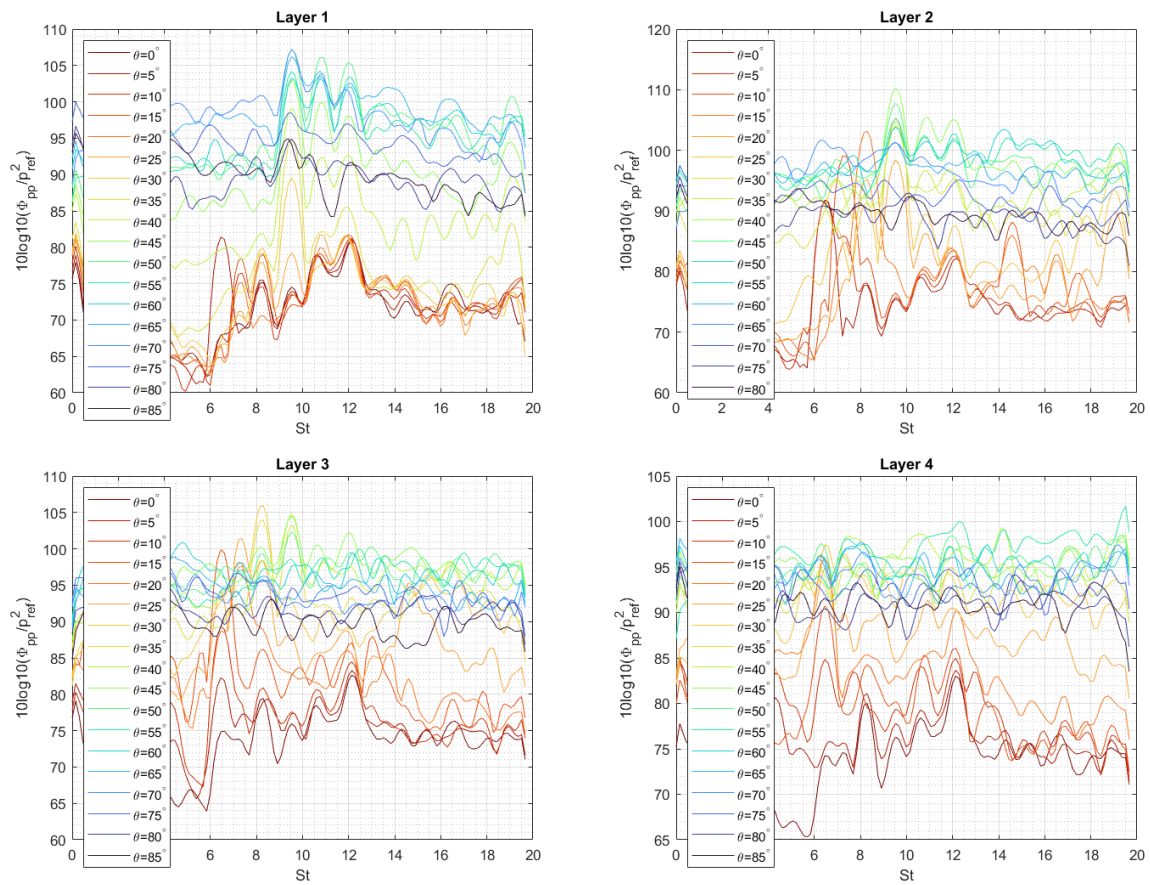 Layer 1
110
105
100
95
90
85
80
75
70
65
60
10log10(Φpp/p²ref)
θ=0°
θ=5°
θ=10°
θ=15°
θ=20°
θ=25°
θ=30°
θ=35°
θ=40°
θ=45°
θ=50°
θ=55°
θ=60°
θ=65°
θ=70°
θ=75°
θ=80°
θ=85°
0 6 8 10 12 14 16 18 20
St
Layer 2
120
110
100
90
80
70
60
10log10(Φpp/p²ref)
θ=0°
θ=5°
θ=10°
θ=15°
θ=20°
θ=25°
θ=30°
θ=35°
θ=40°
θ=45°
θ=50°
θ=55°
θ=60°
θ=65°
θ=70°
θ=75°
θ=80°
0 2 4 6 8 10 12 14 16 18 20
St
Layer 3
110
105
100
95
90
85
80
75
70
65
60
10log10(Φpp/p²ref)
θ=0°
θ=5°
θ=10°
θ=15°
θ=20°
θ=25°
θ=30°
θ=35°
θ=40°
θ=45°
θ=50°
θ=55°
θ=60°
θ=65°
θ=70°
θ=75°
θ=80°
θ=85°
0 6 8 10 12 14 16 18 20
St
Layer 4
105
100
95
90
85
80
75
70
65
10log10(Φpp/p²ref)
θ=0°
θ=5°
θ=10°
θ=15°
θ=20°
θ=25°
θ=30°
θ=35°
θ=40°
θ=45°
θ=50°
θ=55°
θ=60°
θ=65°
θ=70°
θ=75°
θ=80°
θ=85°
0 6 8 10 12 14 16 18 20
St